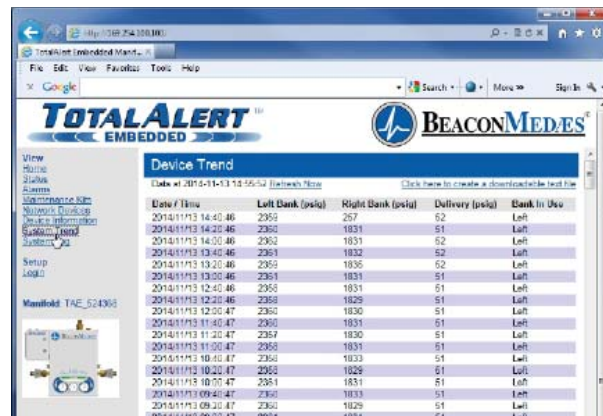 TotalAlert Embedded Mani...
File Edit View Favorites Tools Help
Google
Search
More »
Sign In
TOTALALERT™
EMBEDDED
BEACONMEDÆS®
View
Home
Status
Alarms
Maintenance Kits
Network Devices
Device Information
System Trend
System Log
Setup
Login
Manifold: TAE_524366
Device Trend
Data at 2014-11-13 14:55:52 Refresh Now Click here to create a downloadable text file
Date / Time Left Bank (psig) Right Bank (psig) Delivery (psig) Bank In Use
2014/11/13 14:40:46 2359 267 52 Left
2014/11/13 14:20:46 2360 1831 51 Left
2014/11/13 14:00:46 2362 1831 52 Left
2014/11/13 13:40:46 2361 1832 52 Left
2014/11/13 13:20:46 2359 1836 52 Left
2014/11/13 13:00:46 2361 1831 51 Left
2014/11/13 12:40:46 2358 1831 51 Left
2014/11/13 12:20:46 2358 1829 51 Left
2014/11/13 12:00:47 2360 1830 51 Left
2014/11/13 11:40:47 2360 1831 51 Left
2014/11/13 11:20:47 2357 1830 51 Left
2014/11/13 11:00:47 2358 1831 51 Left
2014/11/13 10:40:47 2358 1833 51 Left
2014/11/13 10:20:47 2358 1829 51 Left
2014/11/13 10:00:47 2361 1831 51 Left
2014/11/13 09:40:47 2360 1833 51 Left
2014/11/13 09:20:47 2360 1829 51 Left